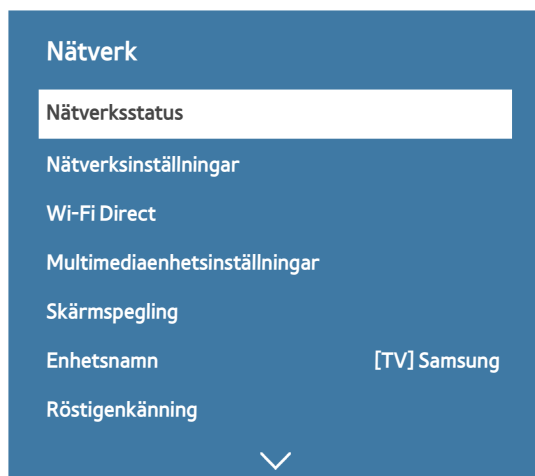 Nätverk
Nätverksstatus
Nätverksinställningar
Wi-Fi Direct
Multimediaenhetsinställningar
Skärmspegling
Enhetsnamn [TV] Samsung
Röstigenkänning